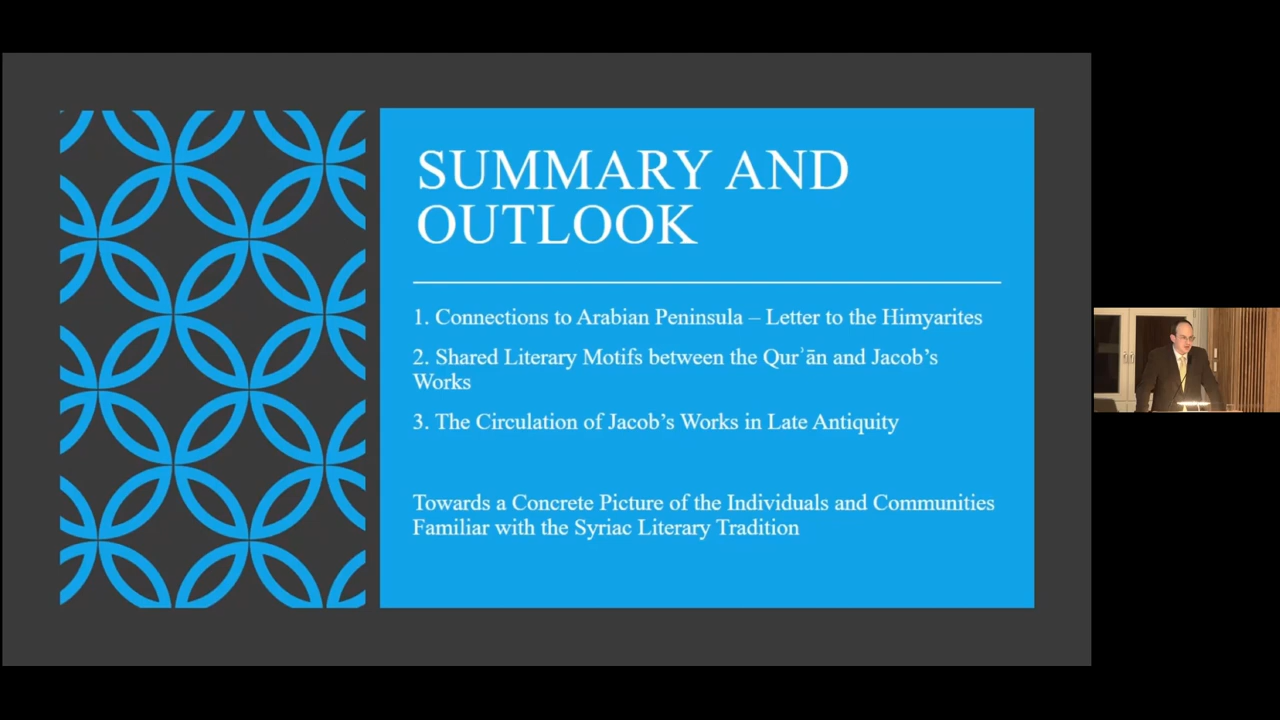 SUMMARY AND
OUTLOOK
1. Connections to Arabian Peninsula – Letter to the Himyarites
2. Shared Literary Motifs between the Qurʾān and Jacob’s
Works
3. The Circulation of Jacob’s Works in Late Antiquity
Towards a Concrete Picture of the Individuals and Communities
Familiar with the Syriac Literary Tradition